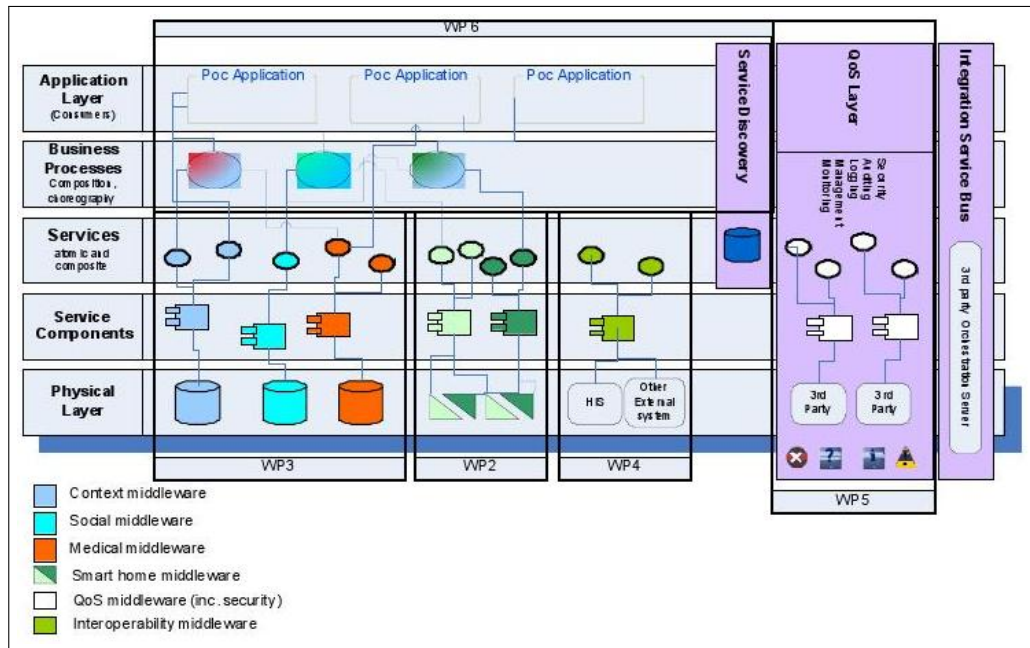 WP 6
Application
Layer
(Consumers)
Poc Application
Poc Application
Poc Application
Service Discovery
QoS Layer
Integration Service Bus
Business
Processes
Composition,
choreography
Security
Auditing
Logging
Management
Monitoring
Services
atomic and
composite
3rd party Orchestration Server
Service
Components
Physical
Layer
HIS
Other
External
system
3rd
Party
3rd
Party
?
i
WP3
WP2
WP4
WP5
Context middleware
Social middleware
Medical middleware
Smart home middleware
QoS middleware (inc. security)
Interoperability middleware